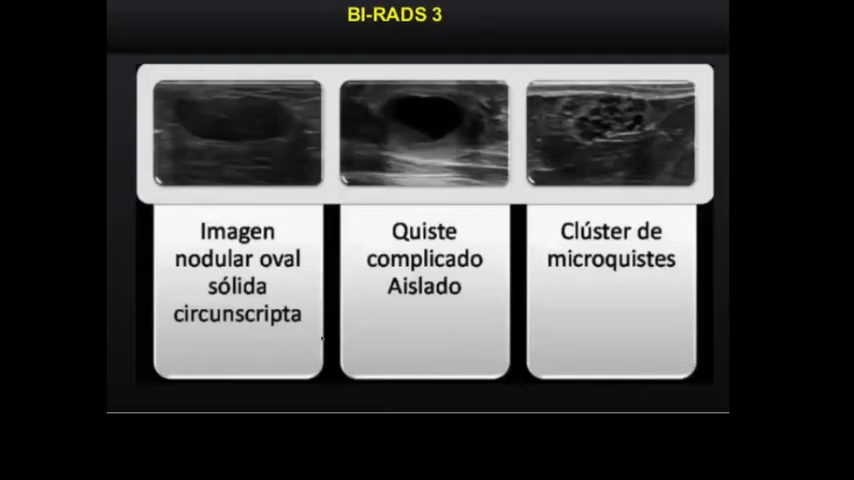 BI-RADS 3
Imagen
nodular oval
sólida
circunscripta
Quiste
complicado
Aislado
Clúster de
microquistes